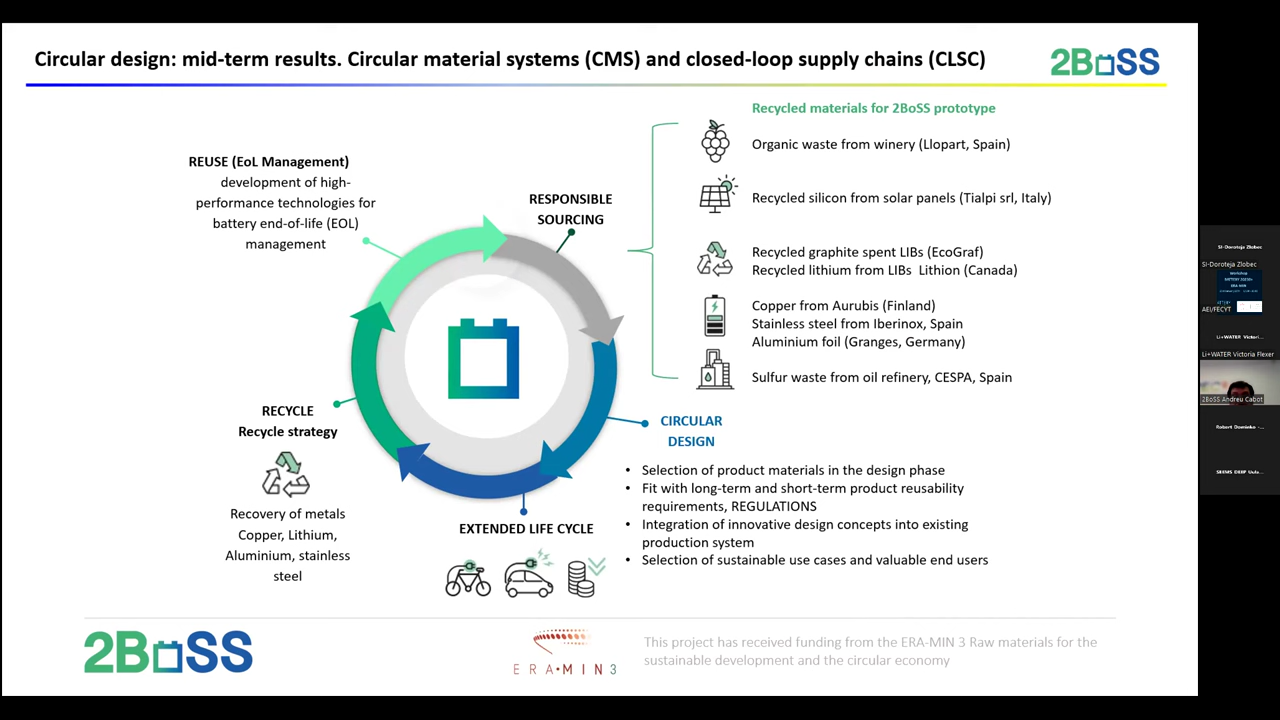 Circular design: mid-term results. Circular material systems (CMS) and closed-loop supply chains (CLSC)
2BoSS
Recycled materials for 2BoSS prototype
Organic waste from winery (Llopart, Spain)
Recycled silicon from solar panels (Tialpi srl, Italy)
Recycled graphite spent LIBs (EcoGraf)
Recycled lithium from LIBs Lithion (Canada)
Copper from Aurubis (Finland)
Stainless steel from Iberinox, Spain
Aluminium foil (Granges, Germany)
Sulfur waste from oil refinery, CESPA, Spain
REUSE (EoL Management)
development of high-
performance technologies for
battery end-of-life (EOL)
management
RESPONSIBLE
SOURCING
CIRCULAR
DESIGN
• Selection of product materials in the design phase
• Fit with long-term and short-term product reusability
requirements, REGULATIONS
• Integration of innovative design concepts into existing
production system
• Selection of sustainable use cases and valuable end users
EXTENDED LIFE CYCLE
RECYCLE
Recycle strategy
Recovery of metals
Copper, Lithium,
Aluminium, stainless
steel
2BoSS
ERA•MIN3
This project has received funding from the ERA-MIN 3 Raw materials for the
sustainable development and the circular economy
SI-Doroteja Zlobec
SI-Doroteja Zlobec
Workshop
ERA MIN
AEI/FECYT
Li+WATER Victori...
Li+WATER Victoria Flexer
2BoSS Andreu Cabot
Robert Dominko -...